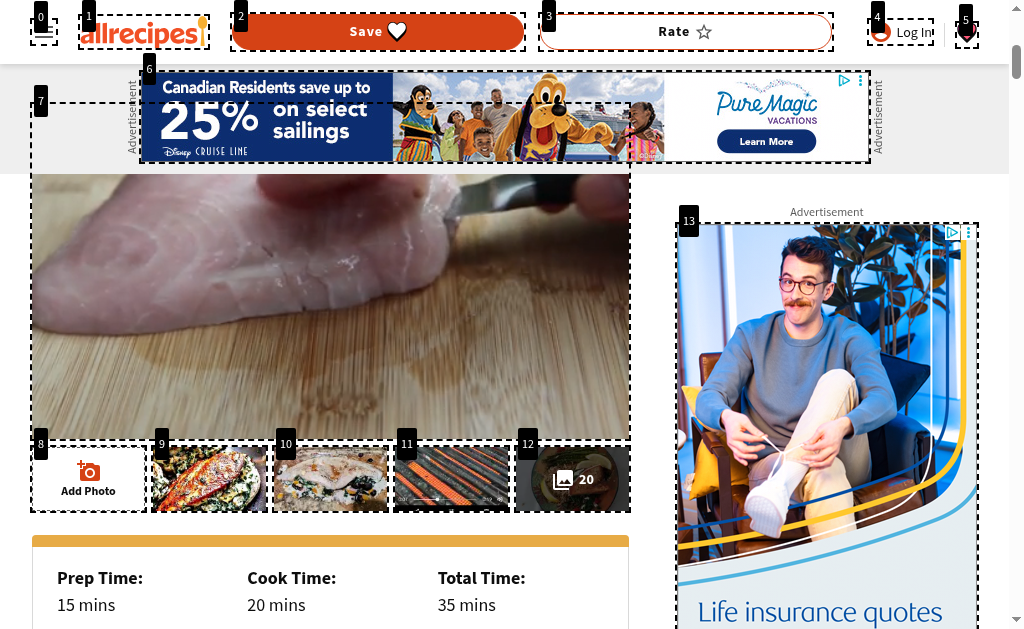 allrecipes
Save
Rate
Log In
Advertisement
Canadian Residents save up to
25% on select
sailings
Disney CRUISE LINE
Pure Magic
VACATIONS
Learn More
Advertisement
Advertisement
Add Photo
20
Prep Time:
15 mins
Cook Time:
20 mins
Total Time:
35 mins
Life insurance quotes
0
1
2
3
4
5
6
7
8
9
10
11
12
13